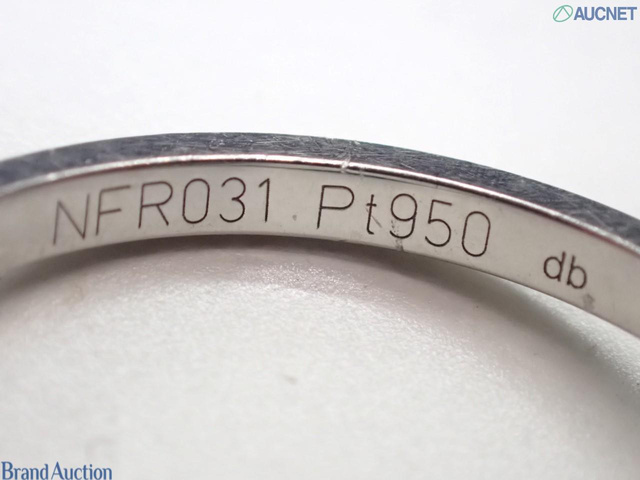 AUCNET
NFR031 Pt950 db
Brand Auction